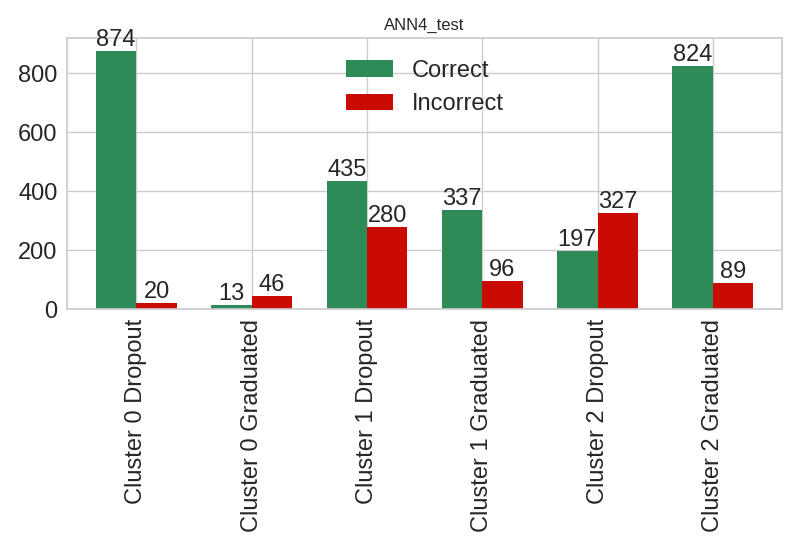 ANN4_test
874
20
13
46
435
280
337
96
197
327
824
89
Correct
Incorrect
800
600
400
200
0
Cluster 0 Dropout
Cluster 0 Graduated
Cluster 1 Dropout
Cluster 1 Graduated
Cluster 2 Dropout
Cluster 2 Graduated